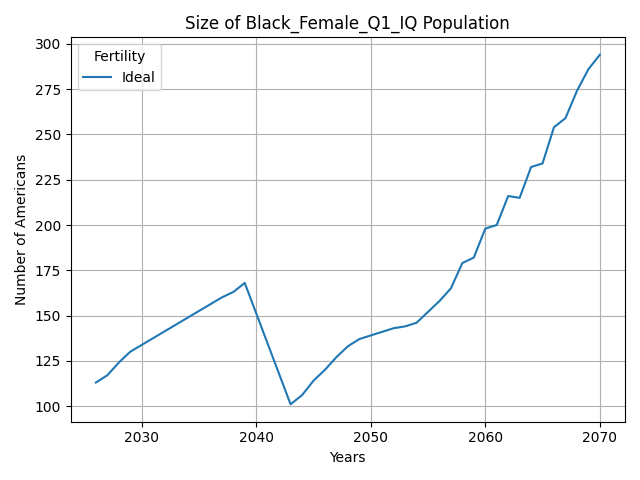 Size of Black_Female_Q1_IQ Population
300
275
250
225
200
175
150
125
100
Number of Americans
Fertility
Ideal
2030
2040
2050
2060
2070
Years